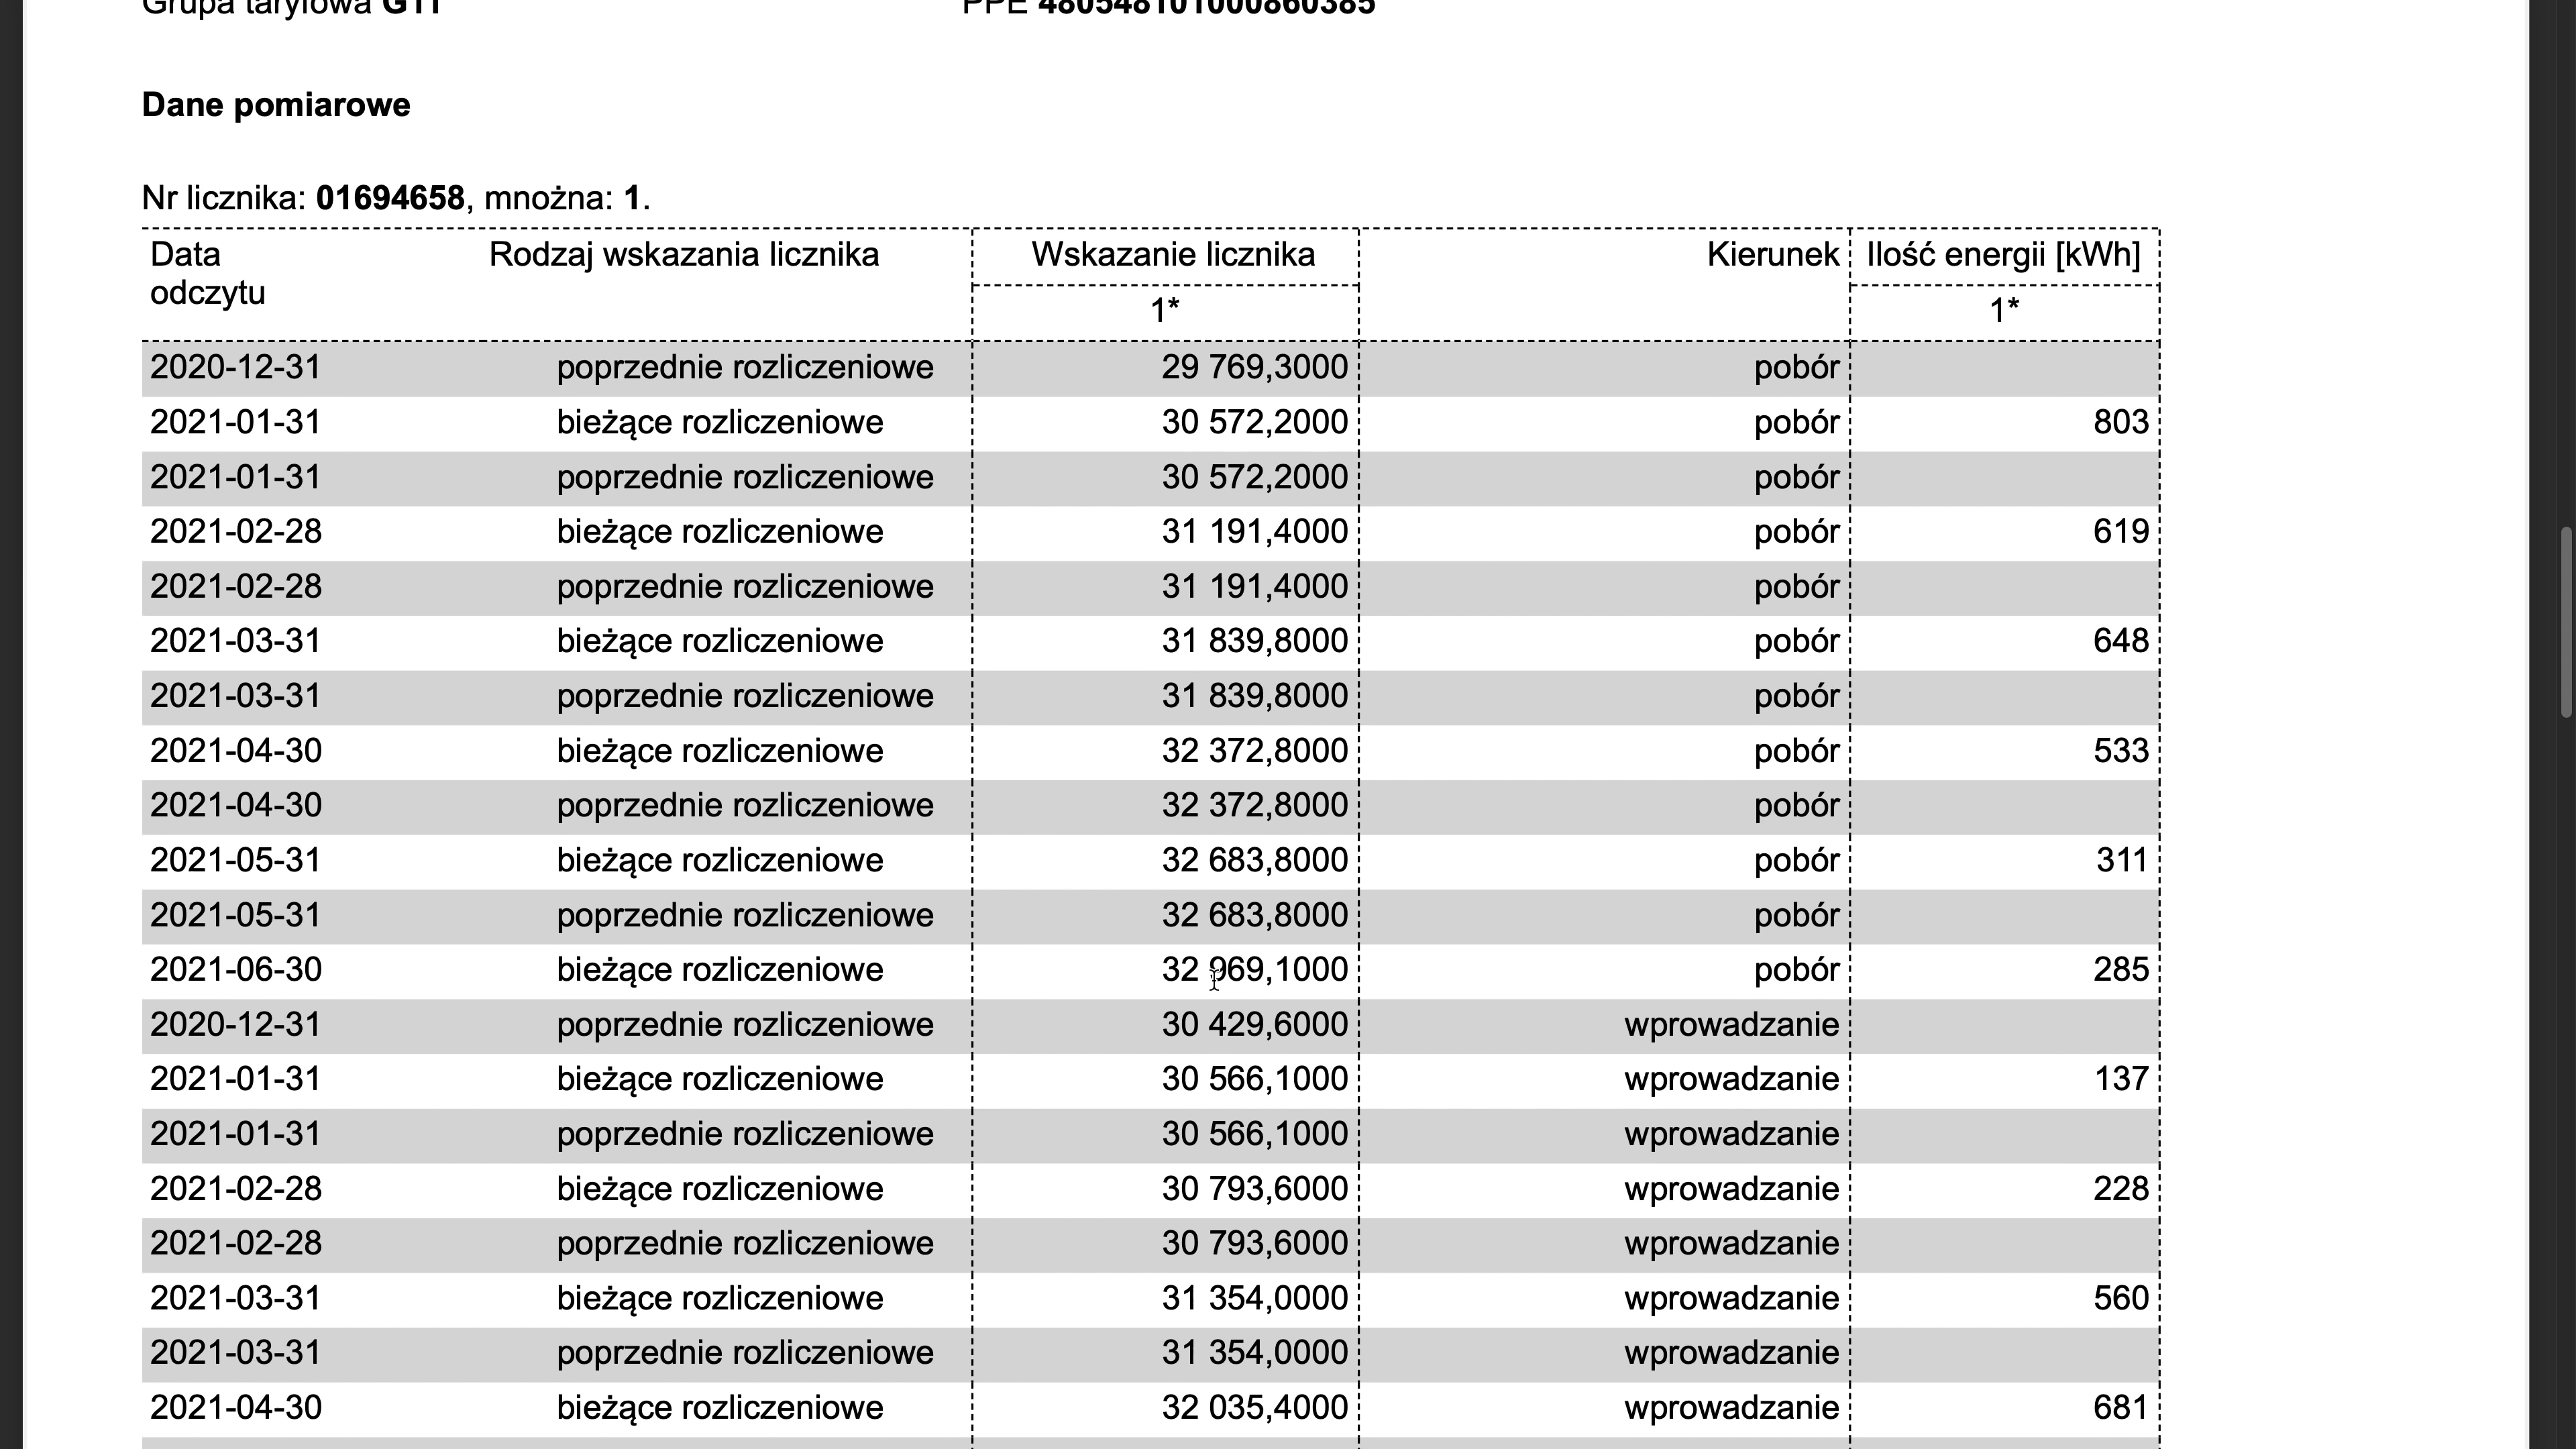 Grupa taryfowa G11 PPE 480548101000860385
Dane pomiarowe
Nr licznika: 01694658, mnożna: 1.
Data odczytu Rodzaj wskazania licznika Wskazanie licznika Kierunek Ilość energii [kWh]
1* 1*
2020-12-31 poprzednie rozliczeniowe 29 769,3000 pobór
2021-01-31 bieżące rozliczeniowe 30 572,2000 pobór 803
2021-01-31 poprzednie rozliczeniowe 30 572,2000 pobór
2021-02-28 bieżące rozliczeniowe 31 191,4000 pobór 619
2021-02-28 poprzednie rozliczeniowe 31 191,4000 pobór
2021-03-31 bieżące rozliczeniowe 31 839,8000 pobór 648
2021-03-31 poprzednie rozliczeniowe 31 839,8000 pobór
2021-04-30 bieżące rozliczeniowe 32 372,8000 pobór 533
2021-04-30 poprzednie rozliczeniowe 32 372,8000 pobór
2021-05-31 bieżące rozliczeniowe 32 683,8000 pobór 311
2021-05-31 poprzednie rozliczeniowe 32 683,8000 pobór
2021-06-30 bieżące rozliczeniowe 32 969,1000 pobór 285
2020-12-31 poprzednie rozliczeniowe 30 429,6000 wprowadzanie
2021-01-31 bieżące rozliczeniowe 30 566,1000 wprowadzanie 137
2021-01-31 poprzednie rozliczeniowe 30 566,1000 wprowadzanie
2021-02-28 bieżące rozliczeniowe 30 793,6000 wprowadzanie 228
2021-02-28 poprzednie rozliczeniowe 30 793,6000 wprowadzanie
2021-03-31 bieżące rozliczeniowe 31 354,0000 wprowadzanie 560
2021-03-31 poprzednie rozliczeniowe 31 354,0000 wprowadzanie
2021-04-30 bieżące rozliczeniowe 32 035,4000 wprowadzanie 681